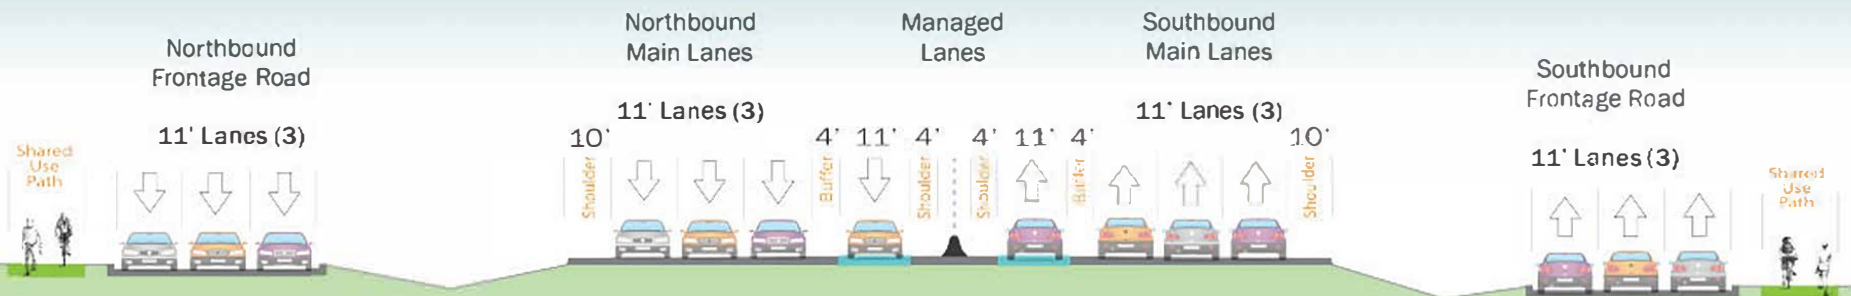 Northbound
Frontage Road
11' Lanes (3)
Shared
Use
Path
Northbound
Main Lanes
11' Lanes (3)
10'
Shoulder
4'
Buffer
Managed
Lanes
11'
4'
Shoulder
4'
Shoulder
11'
4'
Buffer
Southbound
Main Lanes
11' Lanes (3)
10'
Shoulder
Southbound
Frontage Road
11' Lanes (3)
Shared
Use
Path